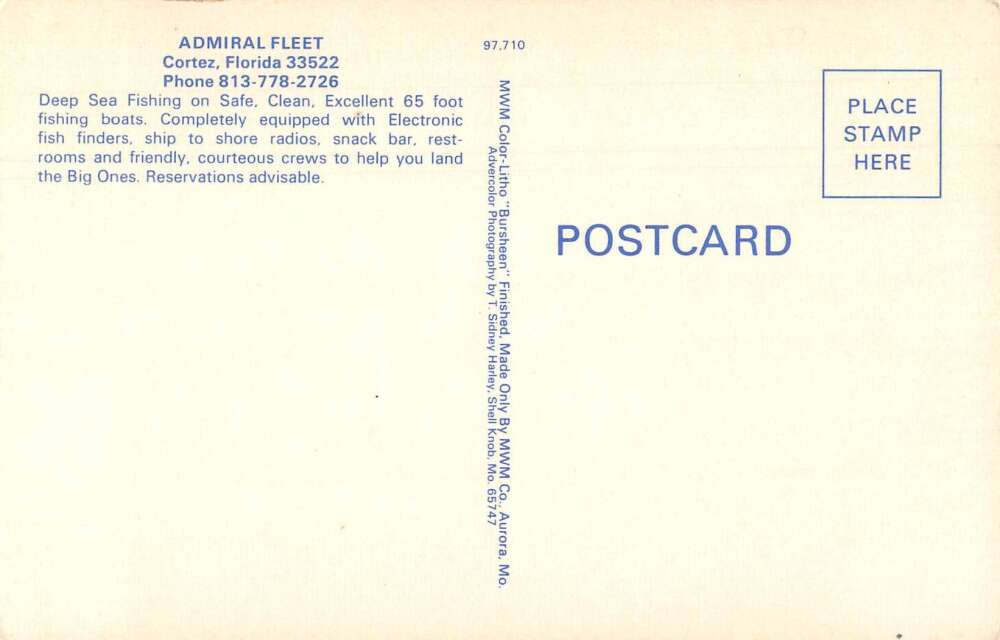 ADMIRAL FLEET
Cortez, Florida 33522
Phone 813-778-2726
Deep Sea Fishing on Safe, Clean, Excellent 65 foot
fishing boats. Completely equipped with Electronic
fish finders, ship to shore radios, snack bar, rest-
rooms and friendly, courteous crews to help you land
the Big Ones. Reservations advisable.
97,710
MWM Color-Litho "Bursheen" Finished, Made Only By MWM Co., Aurora, Mo.
Advercolor Photography by T. Sidney Harley, Shell Knob, Mo. 65747
PLACE
STAMP
HERE
POSTCARD